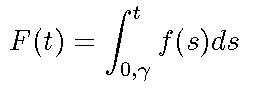 F(t) = ∫_{0,γ}^{t} f(s)ds